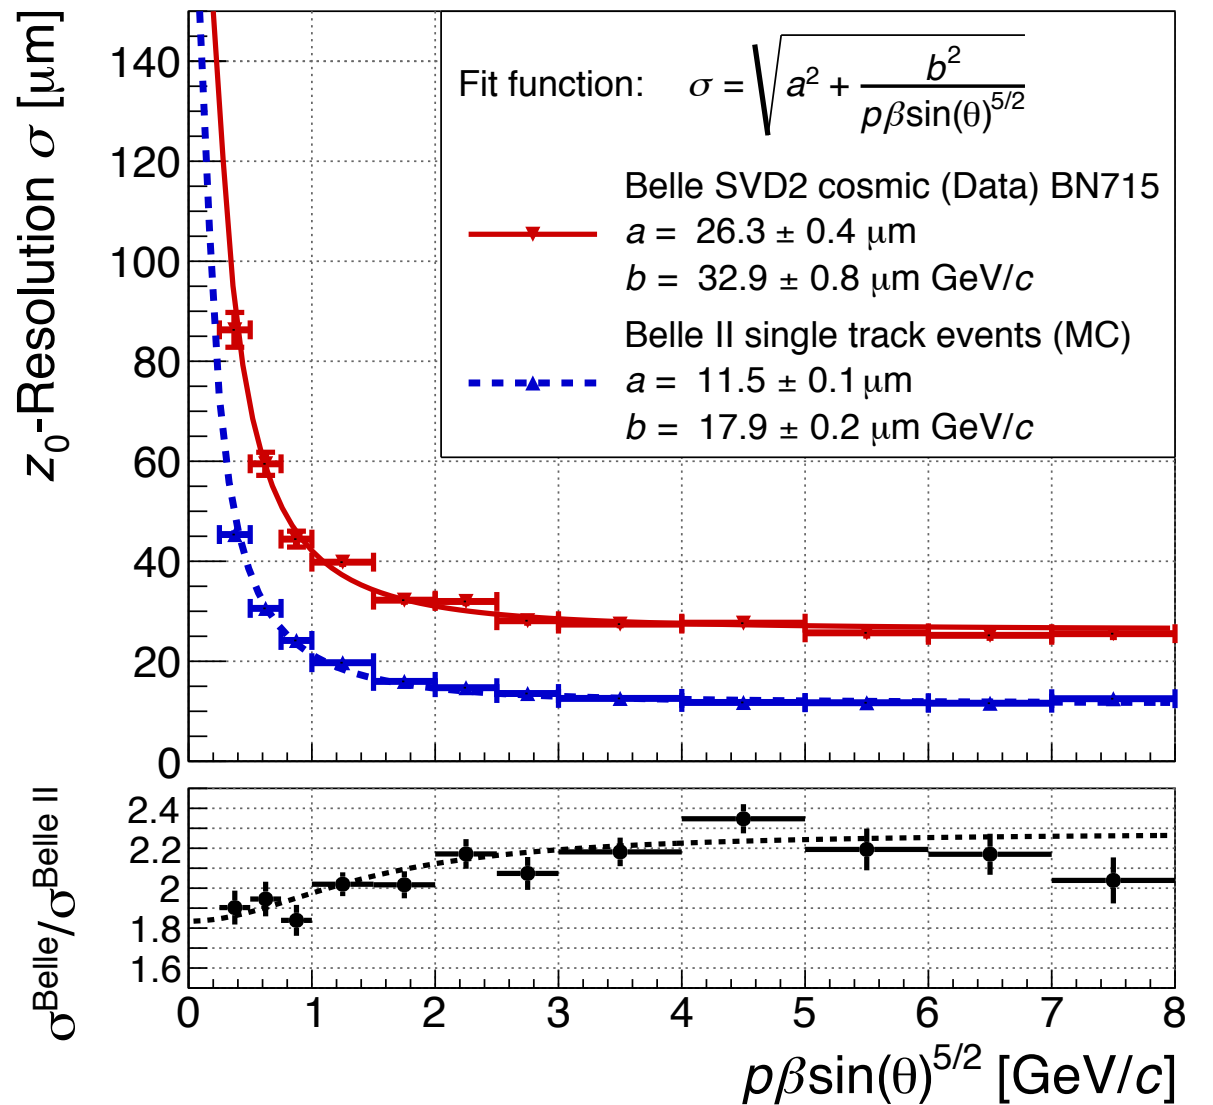 z₀-Resolution σ [μm]
140
120
100
80
60
40
20
0
Fit function: σ = √(a² + b²/(pβsin(θ)^5/2))
Belle SVD2 cosmic (Data) BN715
a = 26.3 ± 0.4 μm
b = 32.9 ± 0.8 μm GeV/c
Belle II single track events (MC)
a = 11.5 ± 0.1 μm
b = 17.9 ± 0.2 μm GeV/c
σ^Belle/σ^Belle II
2.4
2.2
2
1.8
1.6
0 1 2 3 4 5 6 7 8
pβsin(θ)^5/2 [GeV/c]